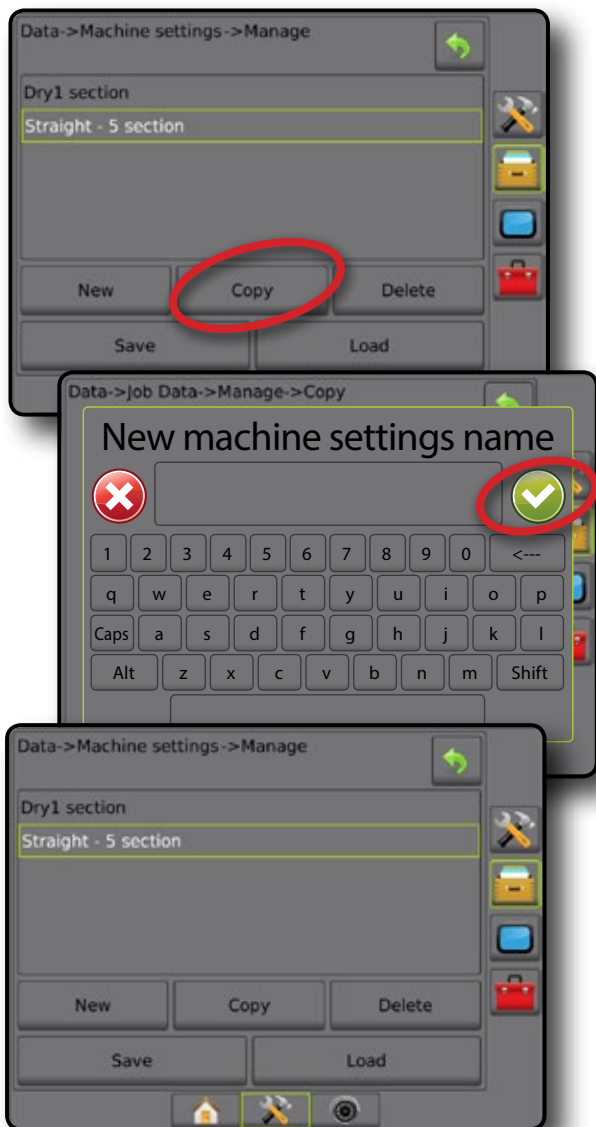 Data->Machine settings->Manage
Dry1 section
Straight - 5 section
New Copy Delete
Save Load
Data->Job Data->Manage->Copy
New machine settings name
1 2 3 4 5 6 7 8 9 0 <---
q w e r t y u i o p
Caps a s d f g h j k l
Alt z x c v b n m Shift
Data->Machine settings->Manage
Dry1 section
Straight - 5 section
New Copy Delete
Save Load